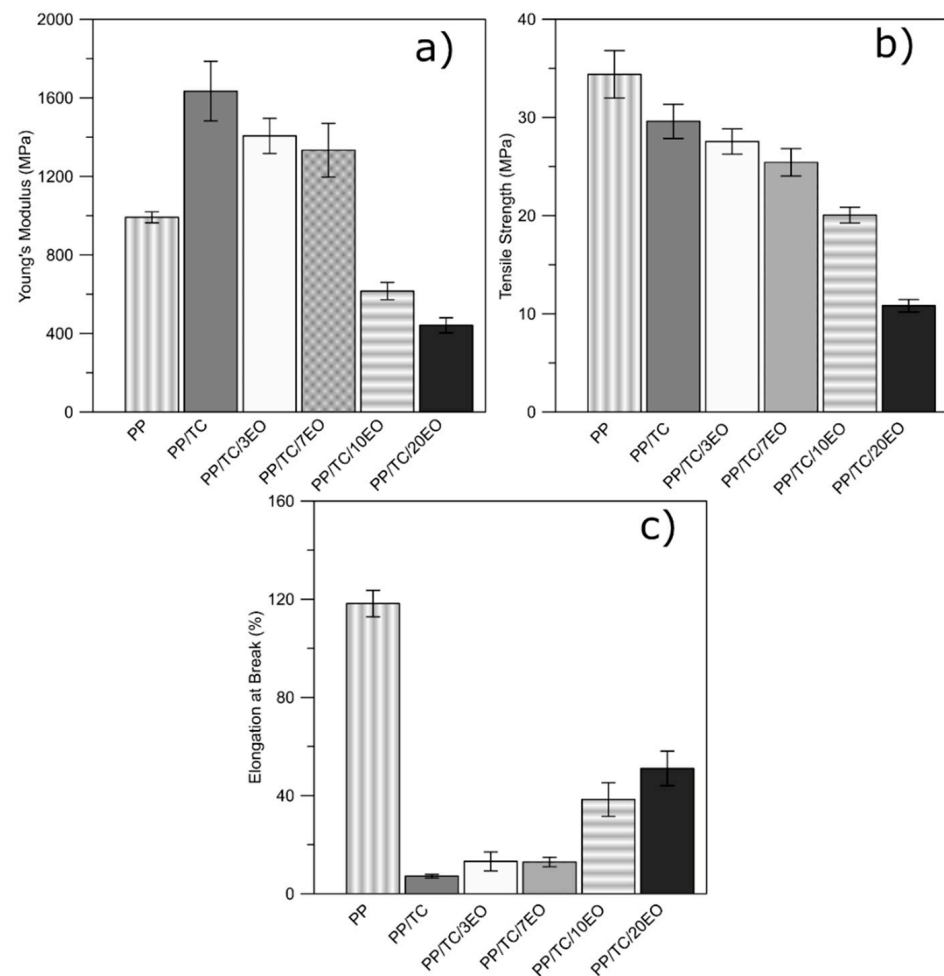 a)
Young's Modulus (MPa)
2000
1600
1200
800
400
0
PP
PP/TC
PP/TC/3EO
PP/TC/7EO
PP/TC/10EO
PP/TC/20EO
b)
Tensile Strength (MPa)
40
30
20
10
0
PP
PP/TC
PP/TC/3EO
PP/TC/7EO
PP/TC/10EO
PP/TC/20EO
c)
Elongation at Break (%)
160
120
80
40
0
PP
PP/TC
PP/TC/3EO
PP/TC/7EO
PP/TC/10EO
PP/TC/20EO